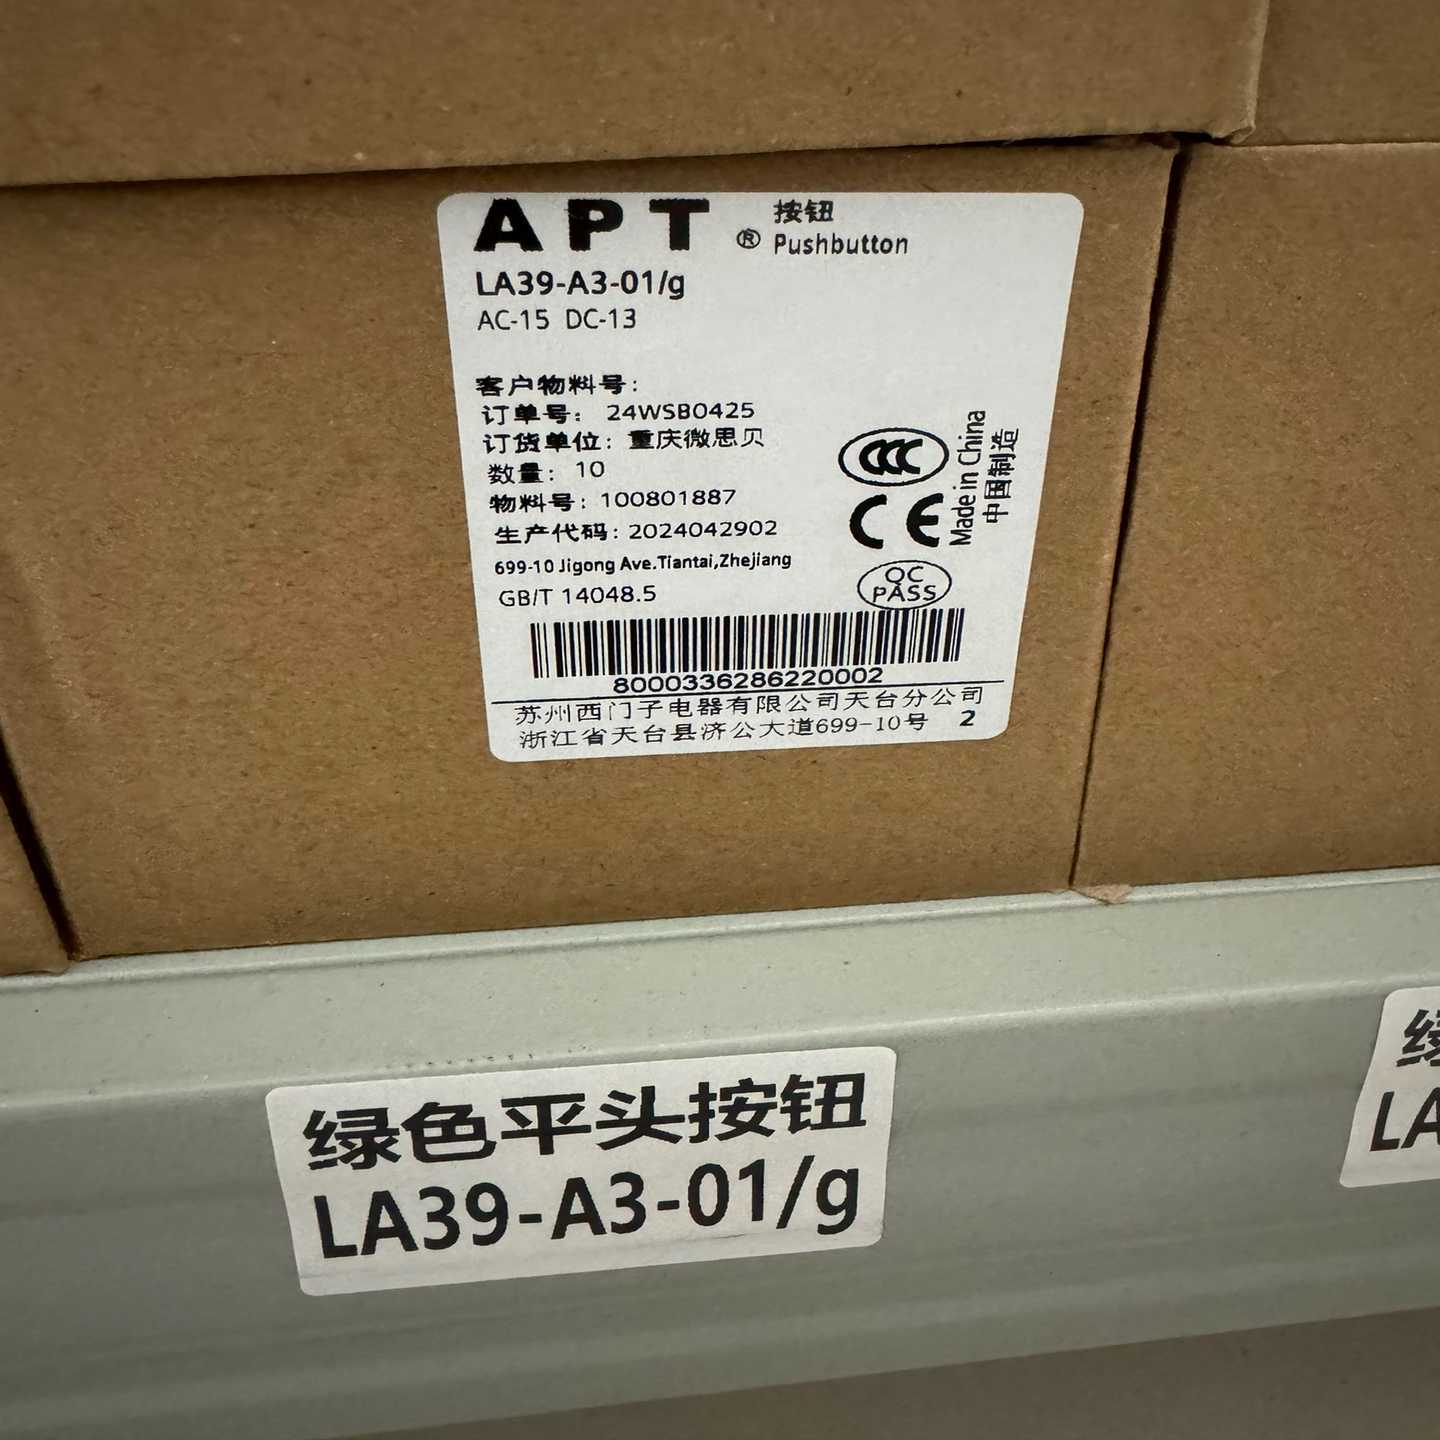 APT ® 按钮
Pushbutton
LA39-A3-01/g
AC-15 DC-13
客户物料号:
订单号: 24WSB0425
订货单位: 重庆微思贝
数量: 10
物料号: 100801887
生产代码: 2024042902
699-10 Jigong Ave.Tiantai,Zhejiang
GB/T 14048.5
CCC
CE
Made in China
中国制造
QC
PASS
8000336286220002
苏州西门子电器有限公司天台分公司
浙江省天台县济公大道699-10号 2
绿色平头按钮
LA39-A3-01/g
绿
LA